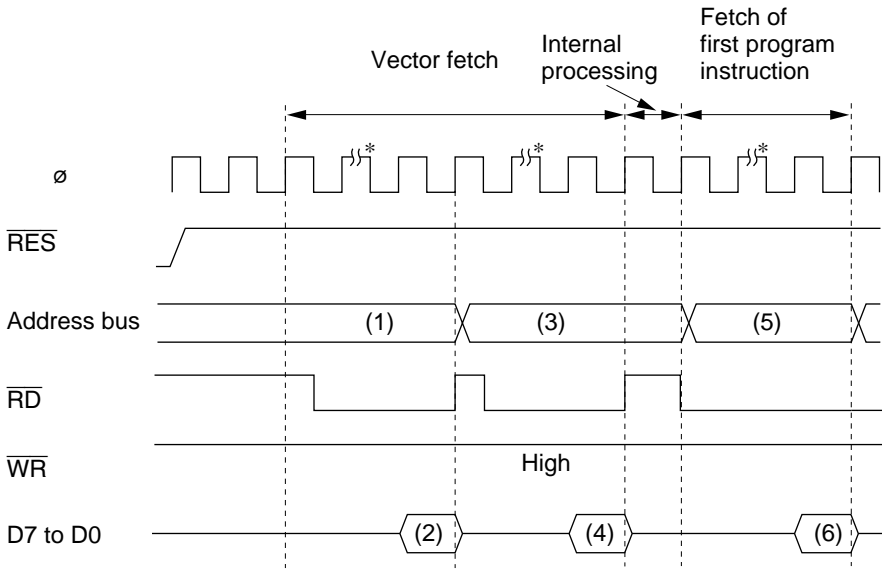 Vector fetch
Internal
processing
Fetch of
first program
instruction
ø
*
*
*
RES
Address bus
(1)
(3)
(5)
RD
WR
High
D7 to D0
(2)
(4)
(6)